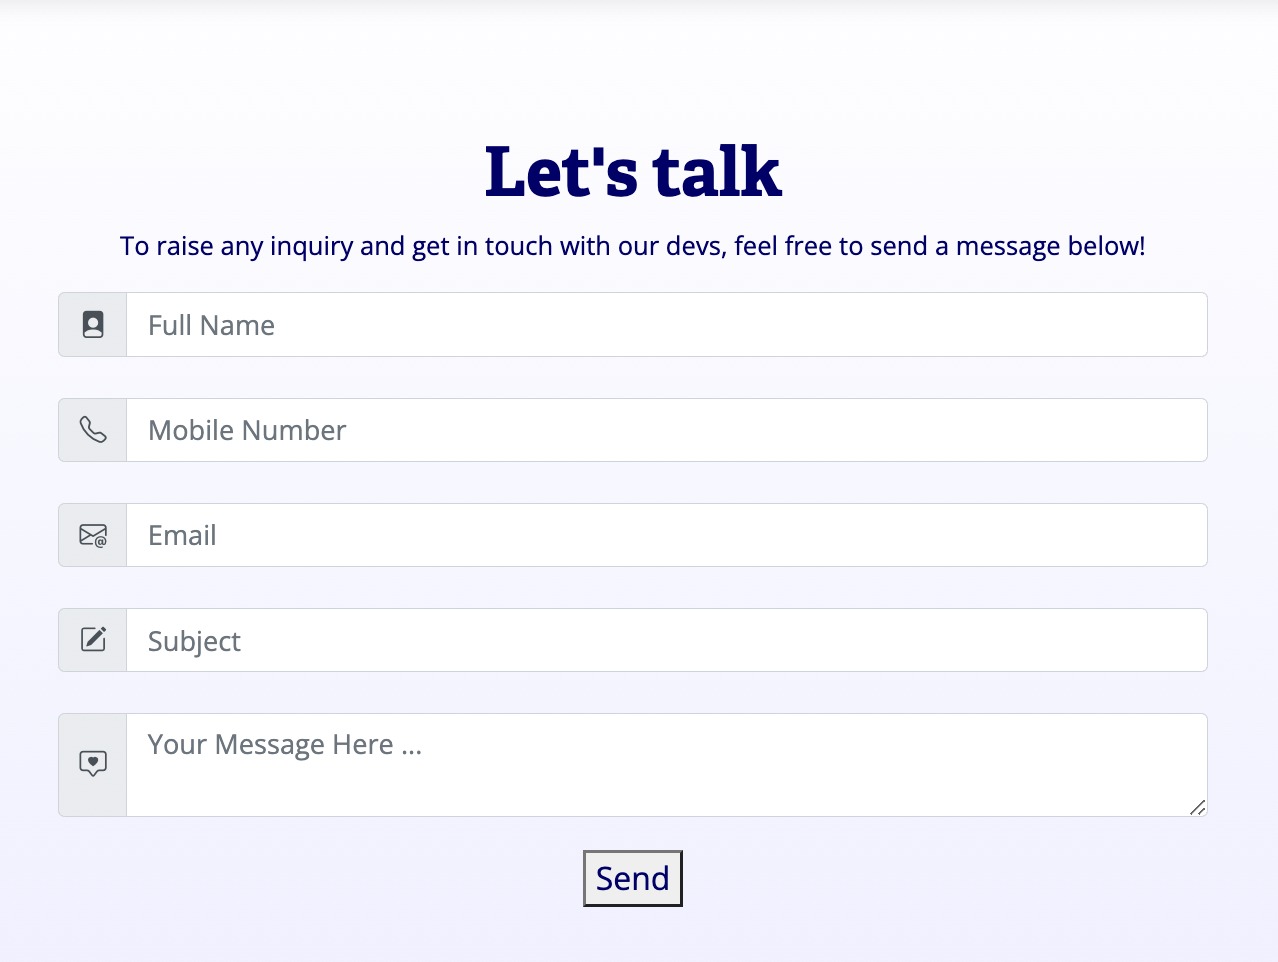 Let's talk
To raise any inquiry and get in touch with our devs, feel free to send a message below!
Full Name
Mobile Number
Email
Subject
Your Message Here ...
Send